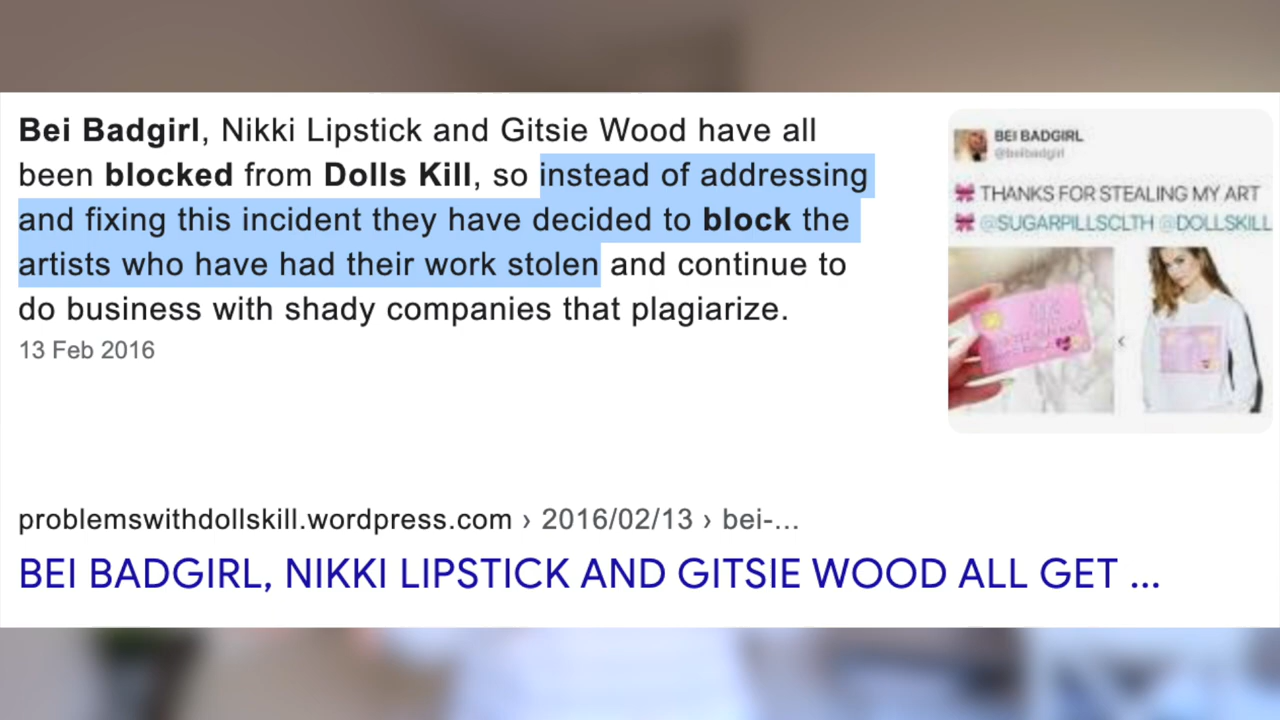 Bei Badgirl, Nikki Lipstick and Gitsie Wood have all
been blocked from Dolls Kill, so instead of addressing
and fixing this incident they have decided to block the
artists who have had their work stolen and continue to
do business with shady companies that plagiarize.
13 Feb 2016
BEI BADGIRL
@beibadgirl
THANKS FOR STEALING MY ART
@SUGARPILLSCLTH @DOLLSKILL
problemswithdollskill.wordpress.com › 2016/02/13 › bei-...
BEI BADGIRL, NIKKI LIPSTICK AND GITSIE WOOD ALL GET ...